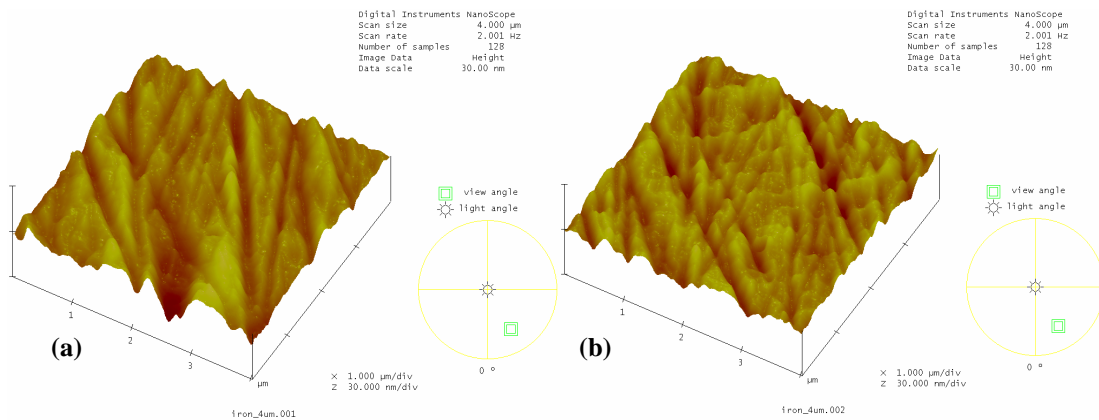 Digital Instruments NanoScope
Scan size 4.000 µm
Scan rate 2.001 Hz
Number of samples 128
Image Data Height
Data scale 30.00 nm
view angle
light angle
0 °
1
2
3
µm
X 1.000 µm/div
Z 30.000 nm/div
(a)
iron_4um.001
Digital Instruments NanoScope
Scan size 4.000 µm
Scan rate 2.001 Hz
Number of samples 128
Image Data Height
Data scale 30.00 nm
view angle
light angle
0 °
1
2
3
µm
X 1.000 µm/div
Z 30.000 nm/div
(b)
iron_4um.002